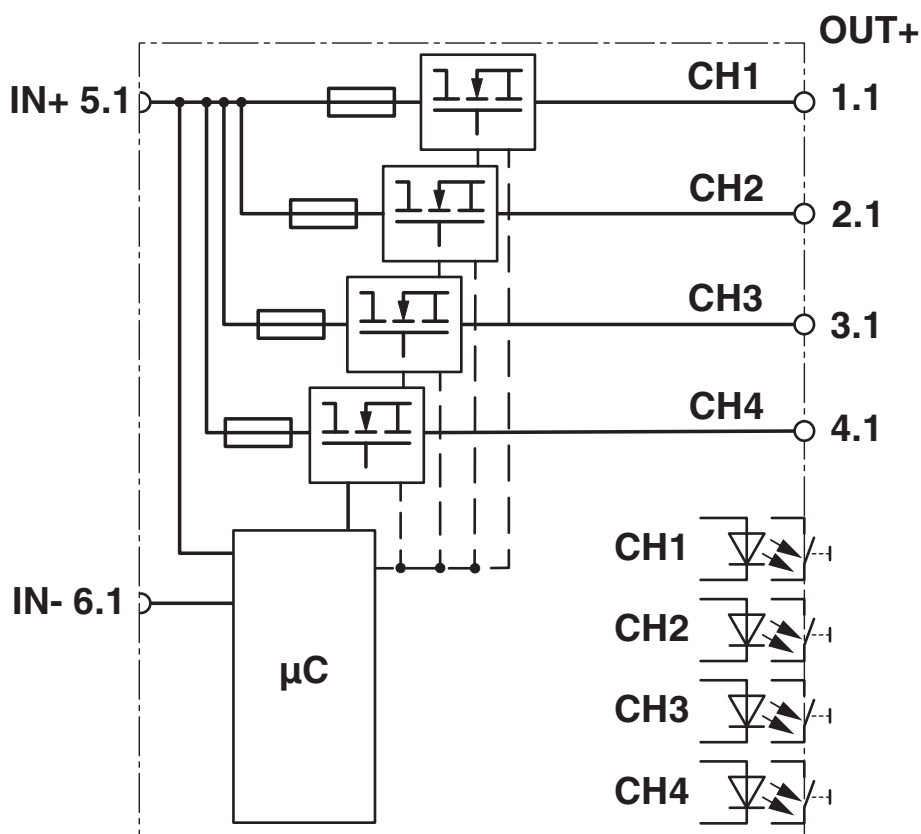 OUT+
IN+ 5.1
CH1
1.1
CH2
2.1
CH3
3.1
CH4
4.1
CH1
IN- 6.1
CH2
µC
CH3
CH4